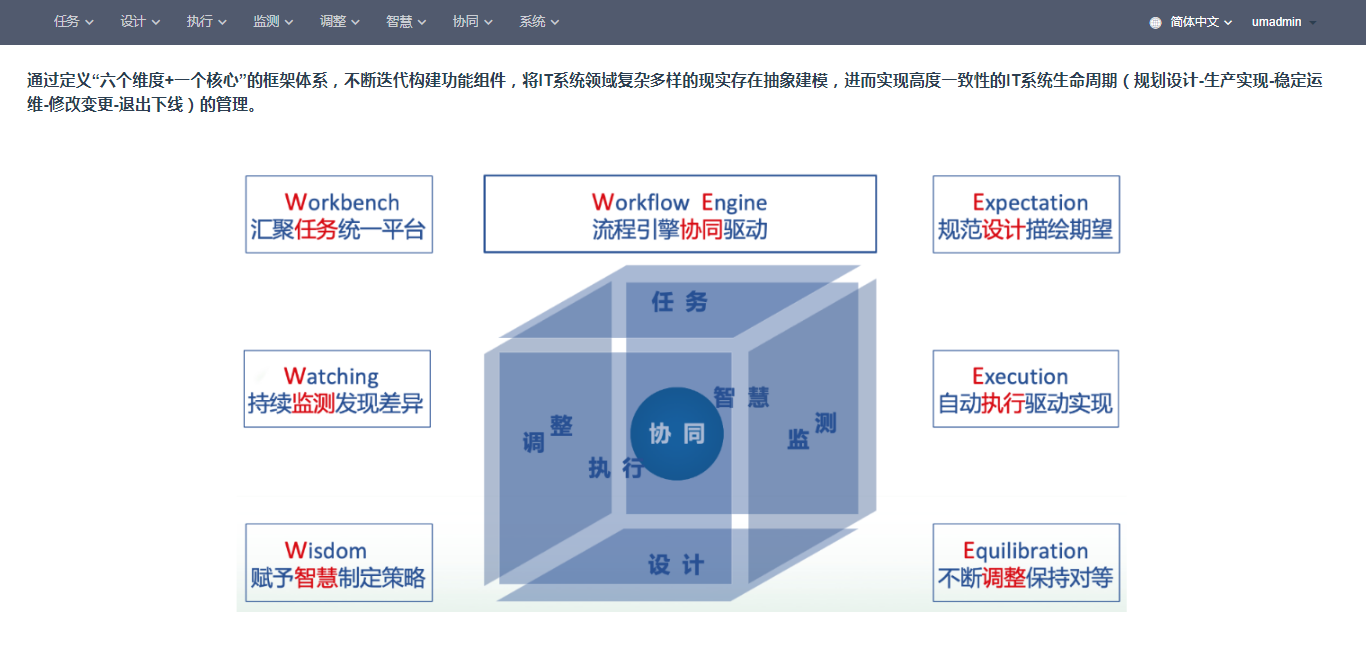 任务 设计 执行 监测 调整 智慧 协同 系统 简体中文 umadmin
通过定义“六个维度+一个核心”的框架体系，不断迭代构建功能组件，将IT系统领域复杂多样的现实存在抽象建模，进而实现高度一致性的IT系统生命周期（规划设计-生产实现-稳定运
维-修改变更-退出下线）的管理。
Workbench
汇聚任务统一平台
Workflow Engine
流程引擎协同驱动
Expectation
规范设计描绘期望
任务
Watching
持续监测发现差异
智慧
调整
协同
监测
执行
Execution
自动执行驱动实现
Wisdom
赋予智慧制定策略
设计
Equilibration
不断调整保持对等